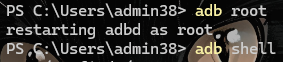 PS C:\Users\admin38> adb root
restarting adbd as root
PS C:\Users\admin38> adb shell